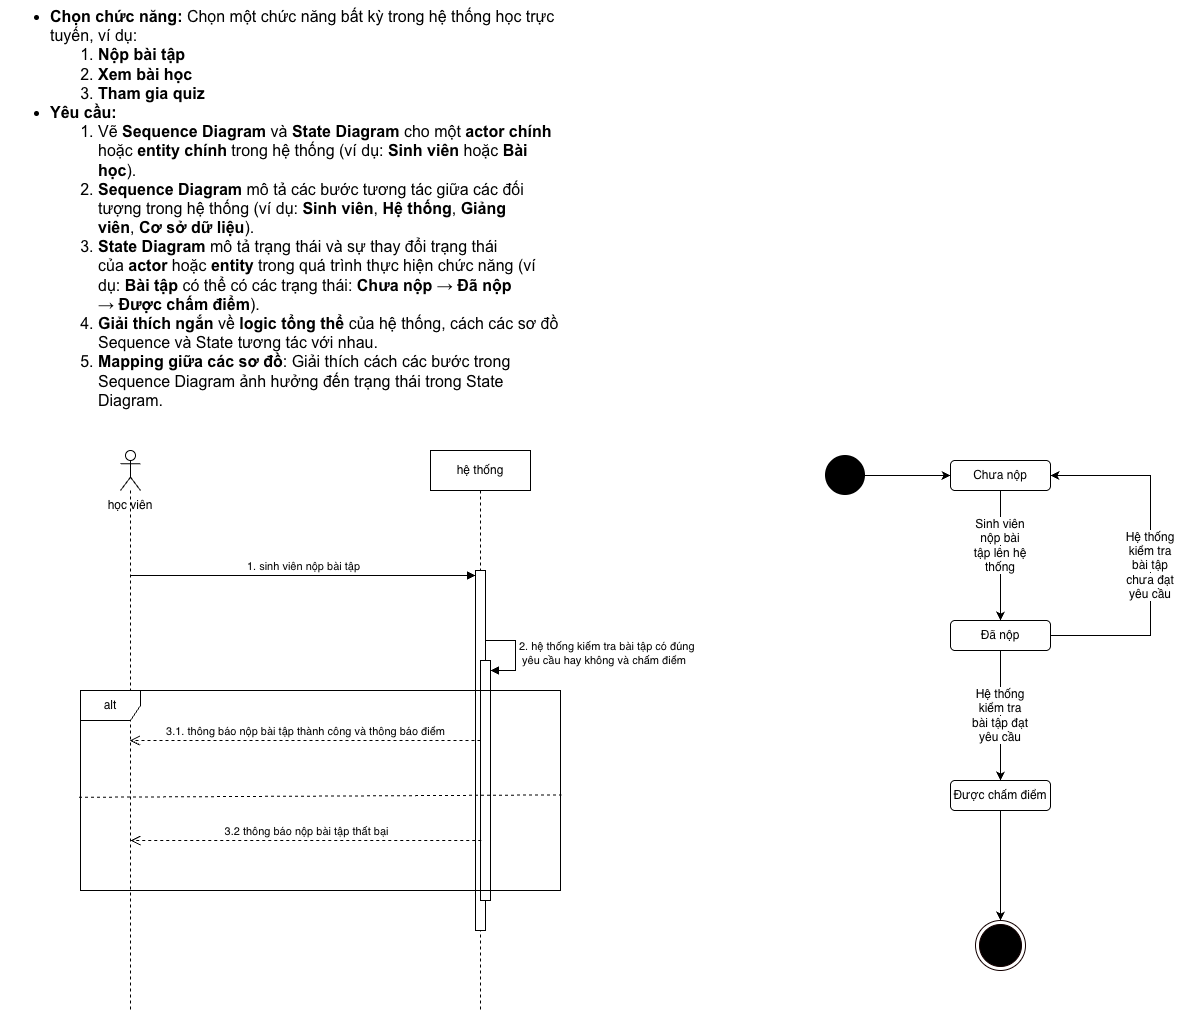 • Chọn chức năng: Chọn một chức năng bất kỳ trong hệ thống học trực
tuyến, ví dụ:
1. Nộp bài tập
2. Xem bài học
3. Tham gia quiz
• Yêu cầu:
1. Vẽ Sequence Diagram và State Diagram cho một actor chính
hoặc entity chính trong hệ thống (ví dụ: Sinh viên hoặc Bài
học).
2. Sequence Diagram mô tả các bước tương tác giữa các đối
tượng trong hệ thống (ví dụ: Sinh viên, Hệ thống, Giảng
viên, Cơ sở dữ liệu).
3. State Diagram mô tả trạng thái và sự thay đổi trạng thái
của actor hoặc entity trong quá trình thực hiện chức năng (ví
dụ: Bài tập có thể có các trạng thái: Chưa nộp → Đã nộp
→ Được chấm điểm).
4. Giải thích ngắn về logic tổng thể của hệ thống, cách các sơ đồ
Sequence và State tương tác với nhau.
5. Mapping giữa các sơ đồ: Giải thích cách các bước trong
Sequence Diagram ảnh hưởng đến trạng thái trong State
Diagram.
học viên
hệ thống
1. sinh viên nộp bài tập
2. hệ thống kiểm tra bài tập có đúng
yêu cầu hay không và chấm điểm
alt
3.1. thông báo nộp bài tập thành công và thông báo điểm
3.2 thông báo nộp bài tập thất bại
Chưa nộp
Sinh viên
nộp bài
tập lên hệ
thống
Hệ thống
kiểm tra
bài tập
chưa đạt
yêu cầu
Đã nộp
Hệ thống
kiểm tra
bài tập đạt
yêu cầu
Được chấm điểm